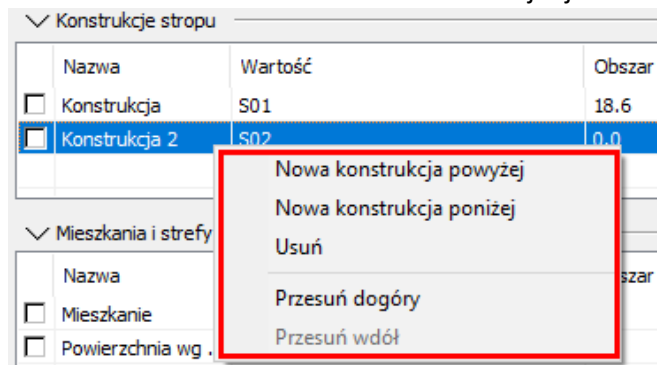 Konstrukcje stropu
Nazwa Wartość Obszar
Konstrukcja S01 18.6
Konstrukcja 2 S02 0.0
Nowa konstrukcja powyżej
Nowa konstrukcja poniżej
Usuń
Przesuń dogóry
Przesuń wdół
Mieszkania i strefy
Nazwa
Mieszkanie
Powierzchnia wg .